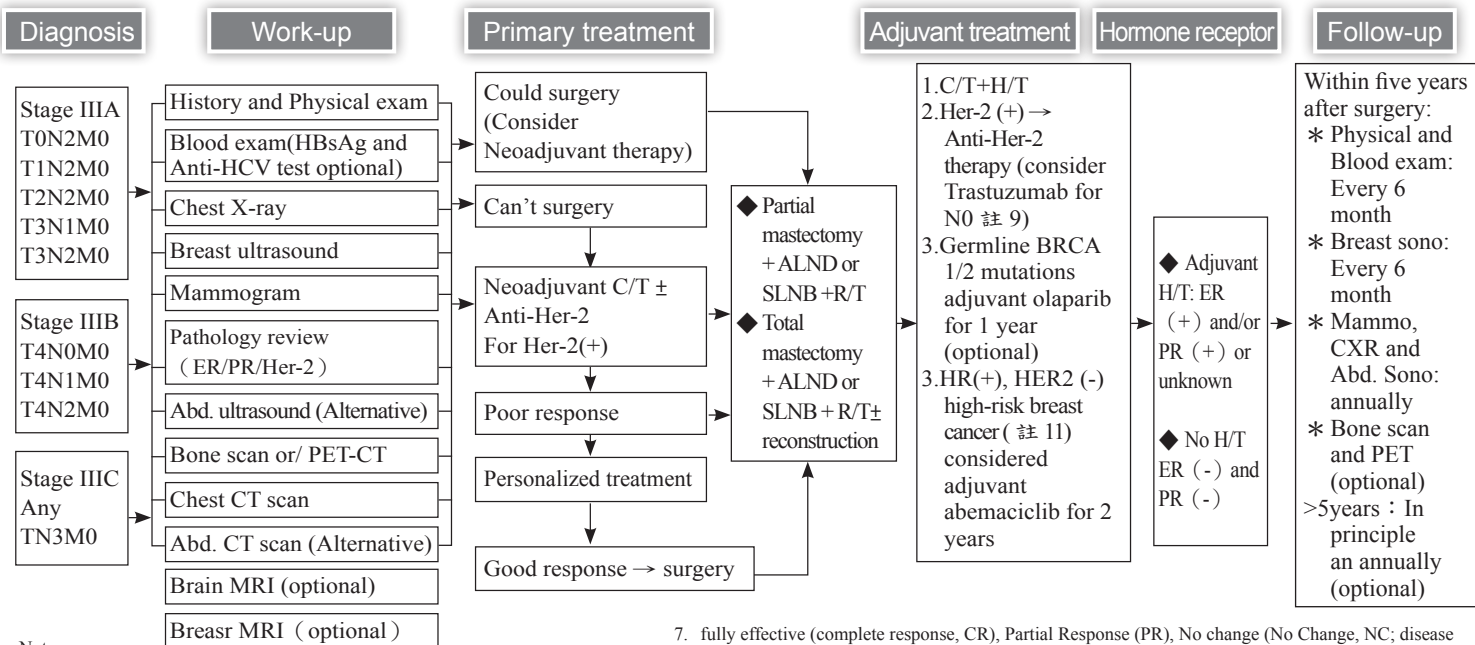 Diagnosis
Work-up
Primary treatment
Adjuvant treatment
Hormone receptor
Follow-up
Stage IIIA
T0N2M0
T1N2M0
T2N2M0
T3N1M0
T3N2M0
Stage IIIB
T4N0M0
T4N1M0
T4N2M0
Stage IIIC
Any
TN3M0
History and Physical exam
Blood exam(HBsAg and
Anti-HCV test optional)
Chest X-ray
Breast ultrasound
Mammogram
Pathology review
（ER/PR/Her-2）
Abd. ultrasound (Alternative)
Bone scan or/ PET-CT
Chest CT scan
Abd. CT scan (Alternative)
Brain MRI (optional)
Breasr MRI（optional）
Could surgery
(Consider
Neoadjuvant therapy)
Can't surgery
Neoadjuvant C/T ±
Anti-Her-2
For Her-2(+)
Poor response
Personalized treatment
Good response → surgery
◆ Partial
mastectomy
+ALND or
SLNB +R/T
◆ Total
mastectomy
+ALND or
SLNB + R/T±
reconstruction
1.C/T+H/T
2.Her-2 (+) →
Anti-Her-2
therapy (consider
Trastuzumab for
N0 註 9)
3.Germline BRCA
1/2 mutations
adjuvant olaparib
for 1 year
(optional)
3.HR(+), HER2 (-)
high-risk breast
cancer( 註 11)
considered
adjuvant
abemaciclib for 2
years
◆ Adjuvant
H/T: ER
（+）and/or
PR（+）or
unknown
◆ No H/T
ER（-）and
PR（-）
Within five years
after surgery:
＊ Physical and
Blood exam:
Every 6
month
＊ Breast sono:
Every 6
month
＊ Mammo,
CXR and
Abd. Sono:
annually
＊ Bone scan
and PET
(optional)
>5years：In
principle
an annually
(optional)
7. fully effective (complete response, CR), Partial Response (PR), No change (No Change, NC; disease